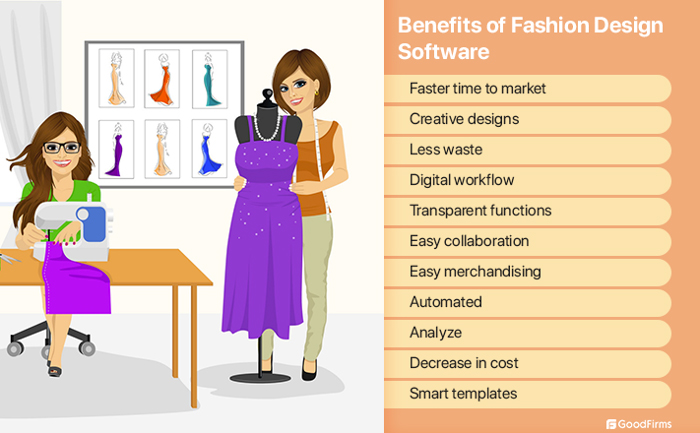 Benefits of Fashion Design
Software
Faster time to market
Creative designs
Less waste
Digital workflow
Transparent functions
Easy collaboration
Easy merchandising
Automated
Analyze
Decrease in cost
Smart templates
GoodFirms